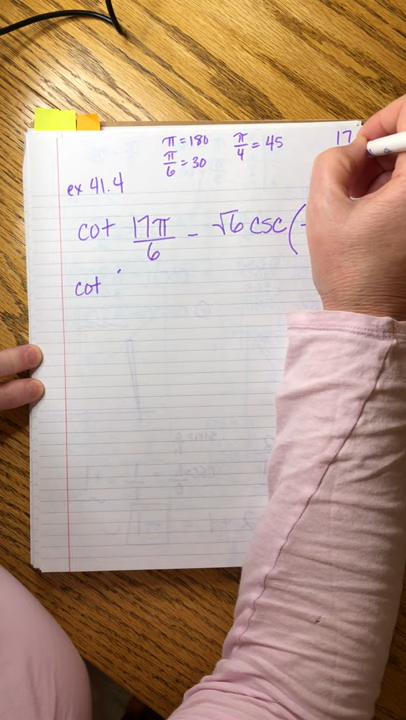 π = 180 π/4 = 45 17
π/6 = 30
ex 41.4
cot 17π/6 - √6 csc(
cot